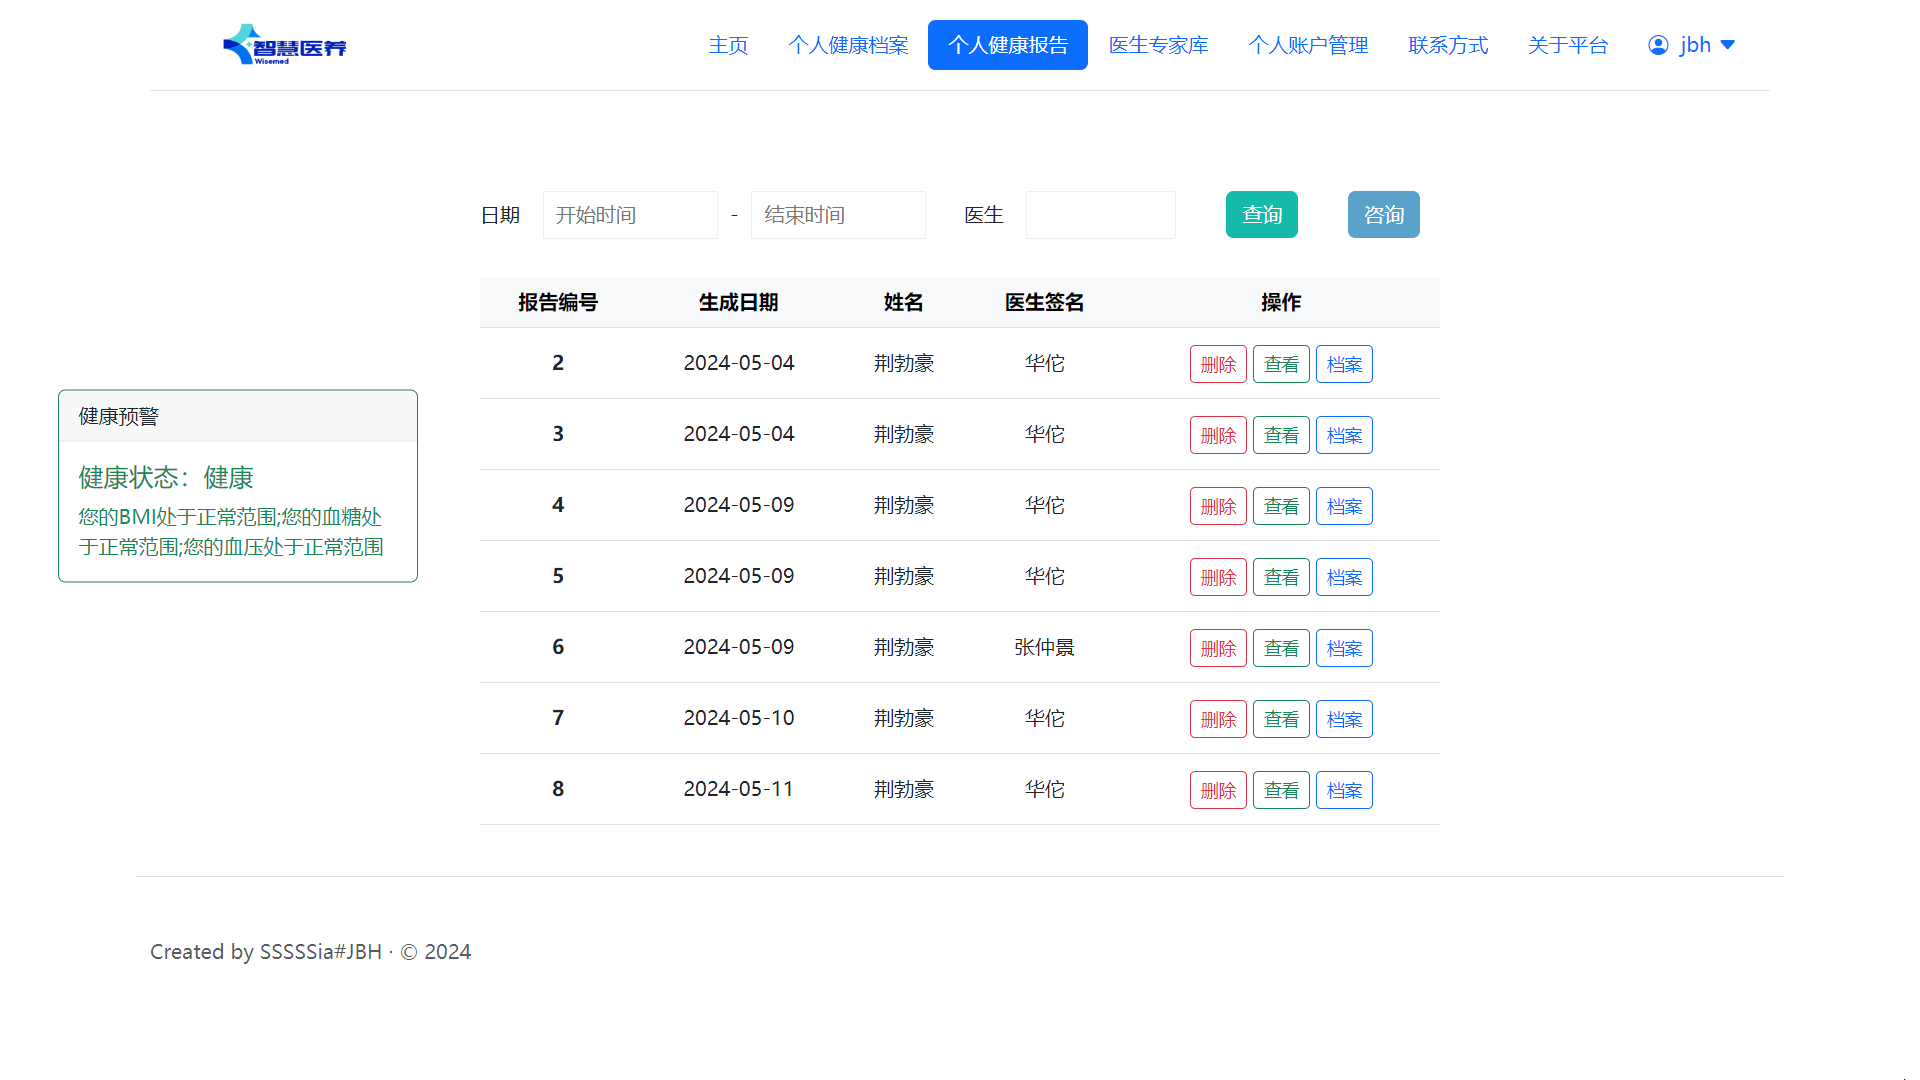 智慧医养
Wisemed
主页 个人健康档案 个人健康报告 医生专家库 个人账户管理 联系方式 关于平台 jbh
日期 开始时间 - 结束时间 医生 查询 咨询
报告编号 生成日期 姓名 医生签名 操作
2 2024-05-04 荆勃豪 华佗 删除 查看 档案
3 2024-05-04 荆勃豪 华佗 删除 查看 档案
4 2024-05-09 荆勃豪 华佗 删除 查看 档案
5 2024-05-09 荆勃豪 华佗 删除 查看 档案
6 2024-05-09 荆勃豪 张仲景 删除 查看 档案
7 2024-05-10 荆勃豪 华佗 删除 查看 档案
8 2024-05-11 荆勃豪 华佗 删除 查看 档案
健康预警
健康状态：健康
您的BMI处于正常范围;您的血糖处
于正常范围;您的血压处于正常范围
Created by SSSSSia#JBH · © 2024